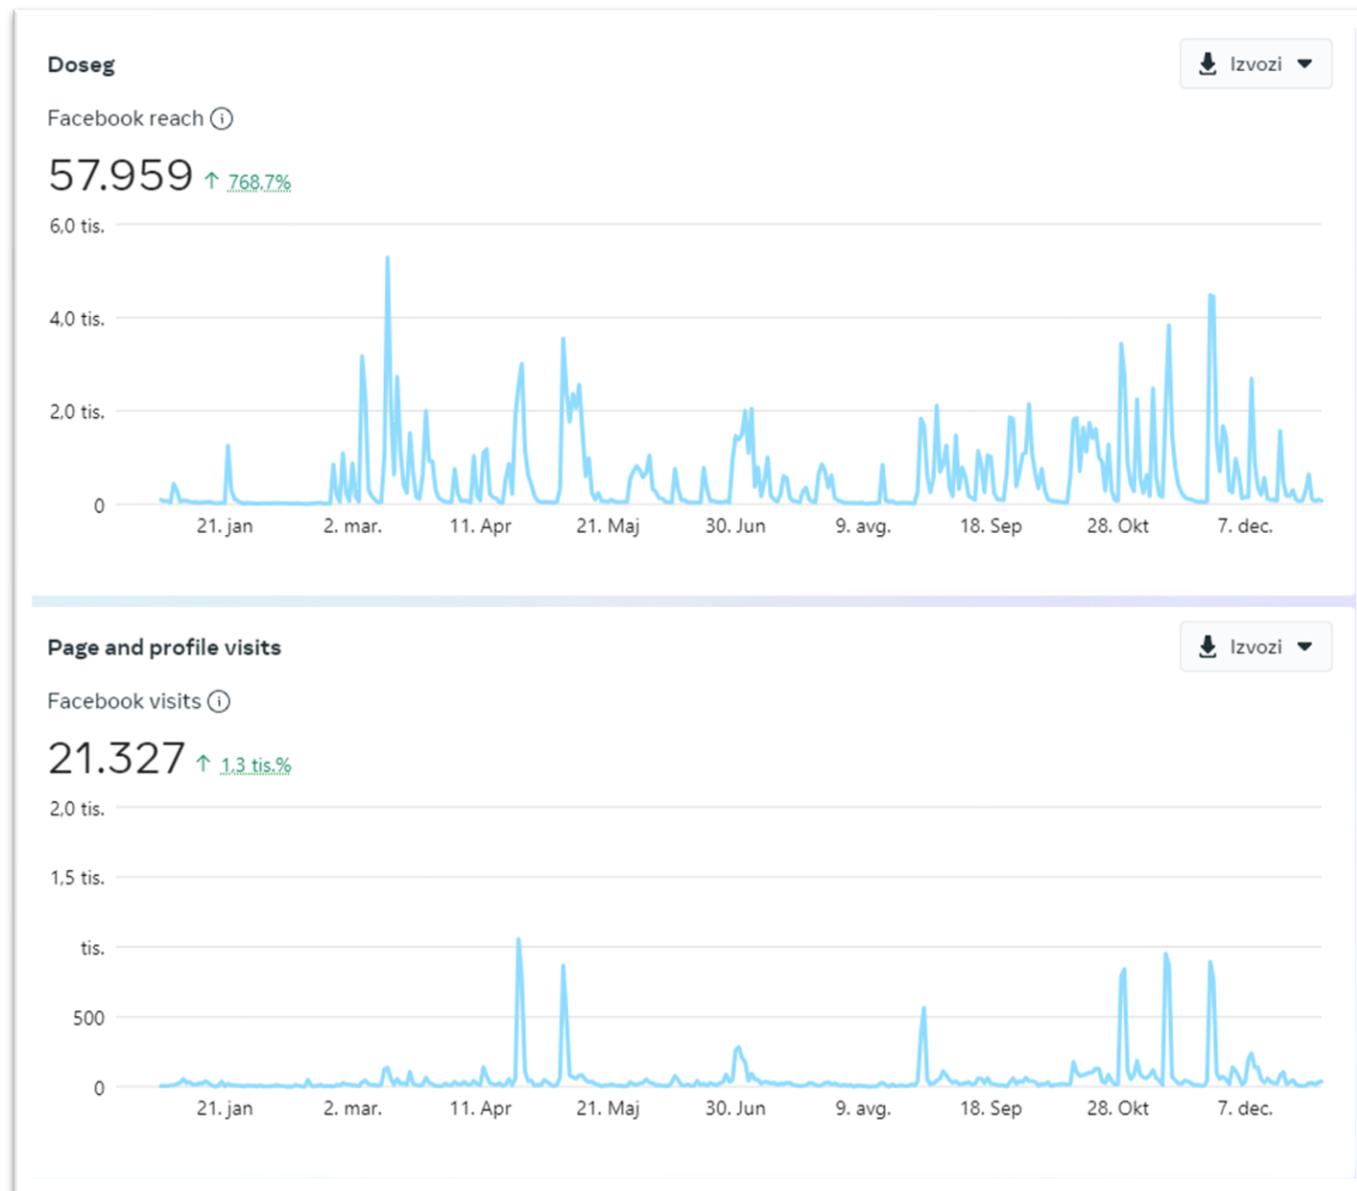 Doseg
Izvozi
Facebook reach
57.959 ↑ 768,7%
6,0 tis.
4,0 tis.
2,0 tis.
0
21. jan 2. mar. 11. Apr 21. Maj 30. Jun 9. avg. 18. Sep 28. Okt 7. dec.
Page and profile visits
Izvozi
Facebook visits
21.327 ↑ 1,3 tis.%
2,0 tis.
1,5 tis.
tis.
500
0
21. jan 2. mar. 11. Apr 21. Maj 30. Jun 9. avg. 18. Sep 28. Okt 7. dec.